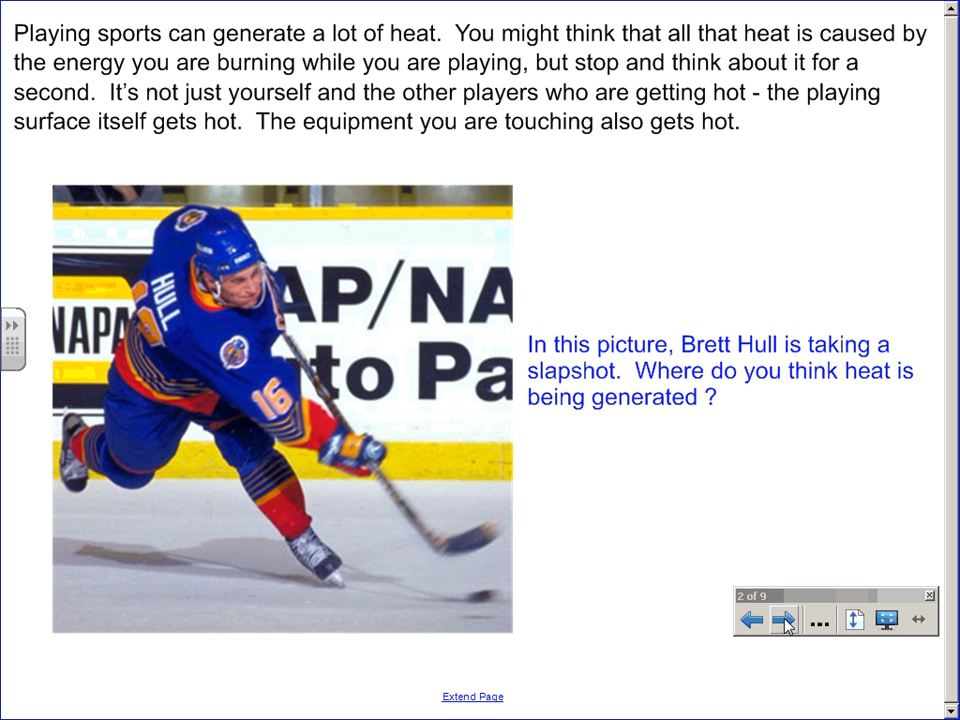 Playing sports can generate a lot of heat.  You might think that all that heat is caused by
the energy you are burning while you are playing, but stop and think about it for a
second.  It’s not just yourself and the other players who are getting hot - the playing
surface itself gets hot.  The equipment you are touching also gets hot.
HULL
16
NAPA
AP/NA
to Pa
16
In this picture, Brett Hull is taking a
slapshot.  Where do you think heat is
being generated ?
2 of 9
...
Extend Page